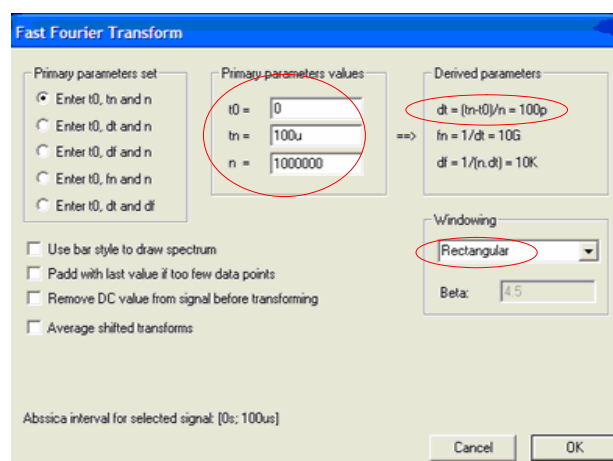 Fast Fourier Transform
Primary parameters set
Enter t0, tn and n
Enter t0, dt and n
Enter t0, df and n
Enter t0, fn and n
Enter t0, dt and df
Primary parameters values
t0 = 0
tn = 100u
n = 1000000
==>
Derived parameters
dt = (tn-t0)/n = 100p
fn = 1/dt = 10G
df = 1/(n.dt) = 10K
Windowing
Rectangular
Beta: 4.5
Use bar style to draw spectrum
Padd with last value if too few data points
Remove DC value from signal before transforming
Average shifted transforms
Abssica interval for selected signal: [0s; 100us]
Cancel
OK